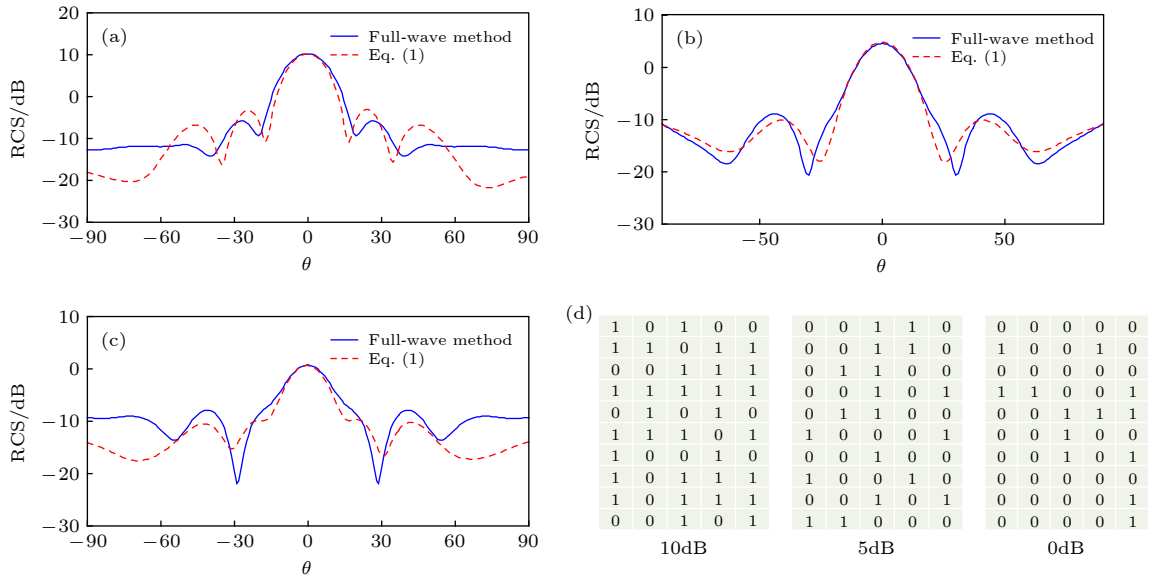 (a)
Full-wave method
Eq. (1)
20
10
0
−10
−20
−30
RCS/dB
−90 −60 −30 0 30 60 90
θ
(b)
Full-wave method
Eq. (1)
10
0
−10
−20
−30
RCS/dB
−50 0 50
θ
(c)
Full-wave method
Eq. (1)
10
0
−10
−20
−30
RCS/dB
−90 −60 −30 0 30 60 90
θ
(d)
1 0 1 0 0
1 1 0 1 1
0 0 1 1 1
1 1 1 1 1
0 1 0 1 0
1 1 1 0 1
1 0 0 1 0
1 0 1 1 1
1 0 1 1 1
0 0 1 0 1
10dB
0 0 1 1 0
0 0 1 1 0
0 1 1 0 0
0 0 1 0 1
0 1 1 0 0
1 0 0 0 1
0 0 1 0 0
1 0 0 1 0
0 0 1 0 1
1 1 0 0 0
5dB
0 0 0 0 0
1 0 0 1 0
0 0 0 0 0
1 1 0 0 1
0 0 1 1 1
0 0 1 0 0
0 0 1 0 1
0 0 0 0 0
0 0 0 0 1
0 0 0 0 1
0dB